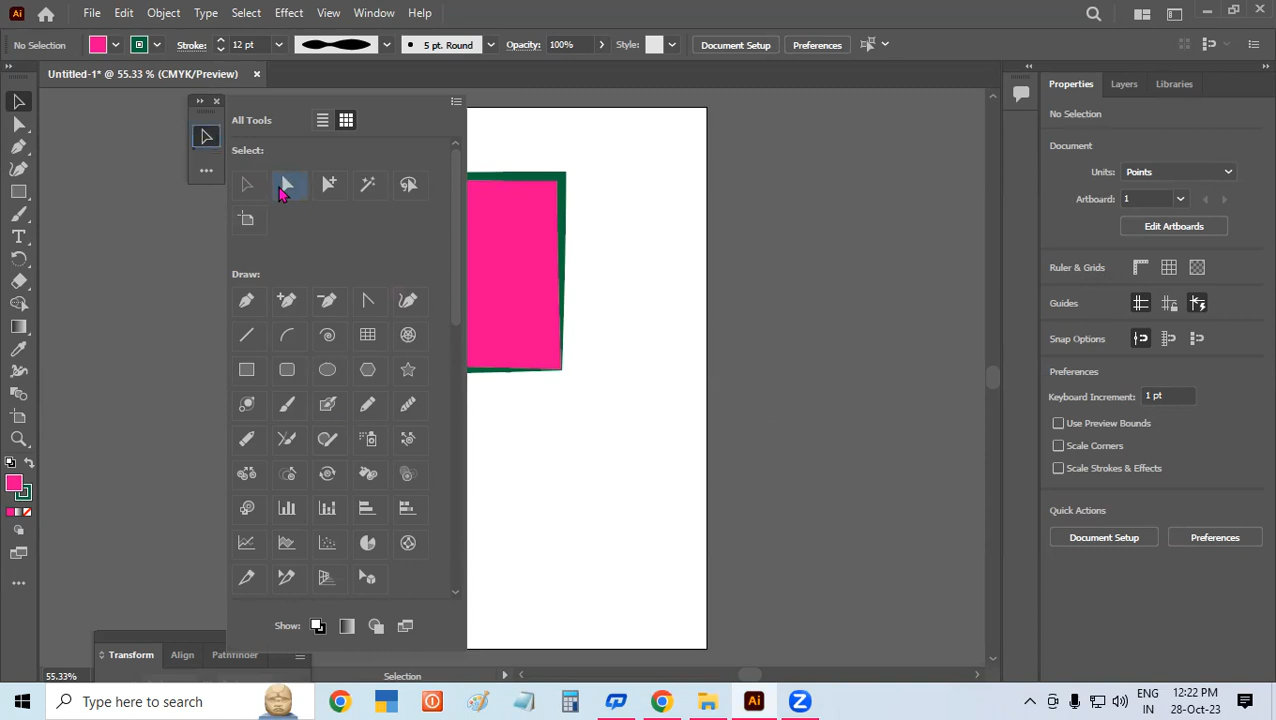 Ai File Edit Object Type Select Effect View Window Help
No Selection Stroke: 12 pt 5 pt. Round Opacity: 100% Style: Document Setup Preferences
Untitled-1* @ 55.33 % (CMYK/Preview)
All Tools
Select:
Draw:
Show:
Transform Align Pathfinder
55.33% Selection
Properties Layers Libraries
No Selection
Document
Units: Points
Artboard: 1
Edit Artboards
Ruler & Grids
Guides
Snap Options
Preferences
Keyboard Increment: 1 pt
Use Preview Bounds
Scale Corners
Scale Strokes & Effects
Quick Actions
Document Setup Preferences
Type here to search
Ai
ENG
IN
12:22 PM
28-Oct-23